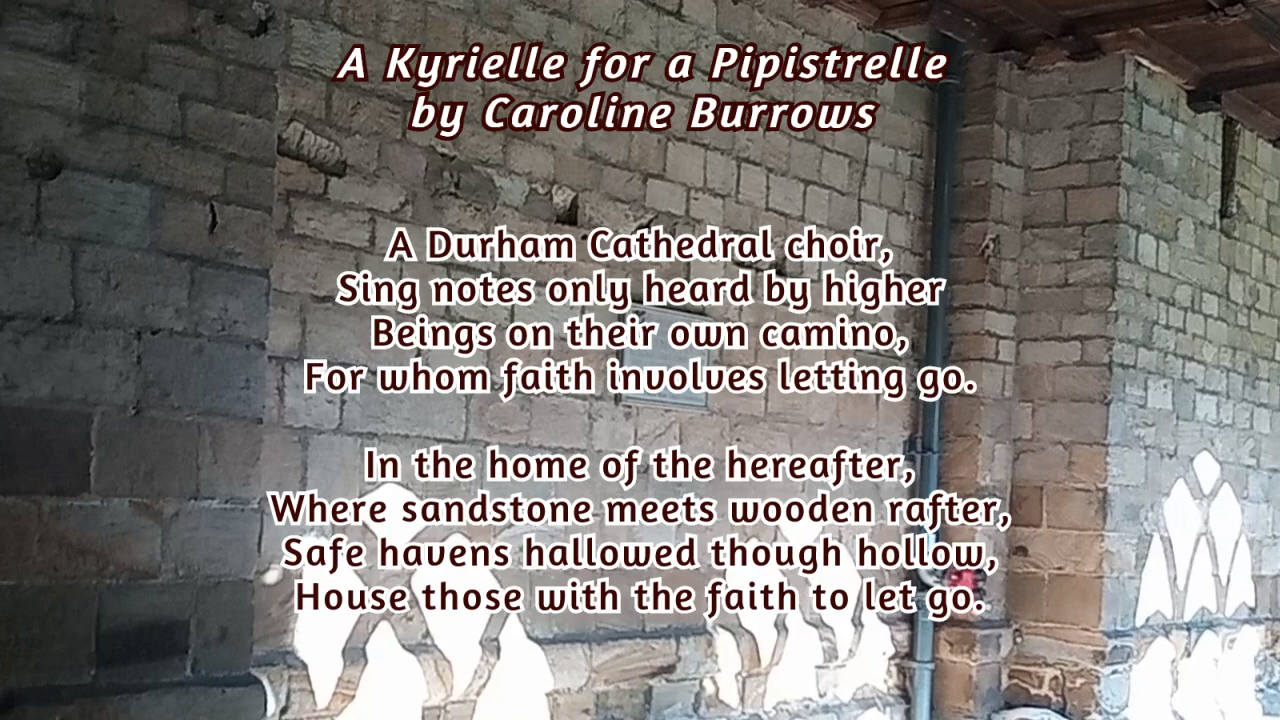 A Kyrielle for a Pipistrelle
by Caroline Burrows
A Durham Cathedral choir,
Sing notes only heard by higher
Beings on their own camino,
For whom faith involves letting go.
In the home of the hereafter,
Where sandstone meets wooden rafter,
Safe havens hallowed though hollow,
House those with the faith to let go.